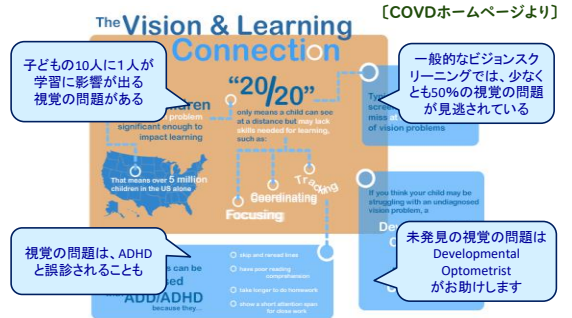 〔COVDホームページより〕
The Vision & Learning
Connection
子どもの10人に1人が
学習に影響が出る
視覚の問題がある
ren
problem
significant enough to
impact learning
That means over 5 million
children in the US alone
“20/20”
only means a child can see
at a distance but may lack
skills needed for learning,
such as:
Tracking
Coordinating
Focusing
一般的なビジョンスク
リーニングでは、少なく
とも50%の視覚の問題
が見逃されている
miss
of vision problems
If you think your child may be
struggling with an undiagnosed
vision problem, a
未発見の視覚の問題は
Developmental
Optometrist
がお助けします
視覚の問題は、ADHD
と誤診されることも
can be
ADD/ADHD
because they...
skip and reread lines
have poor reading
comprehension
take longer to do homework
show a short attention span
for close work